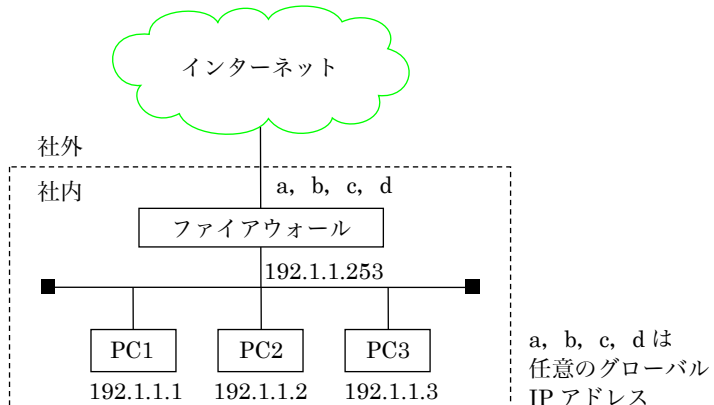 インターネット
社外
社内
a, b, c, d
ファイアウォール
192.1.1.253
PC1 PC2 PC3
192.1.1.1 192.1.1.2 192.1.1.3
a, b, c, d は
任意のグローバル
IP アドレス